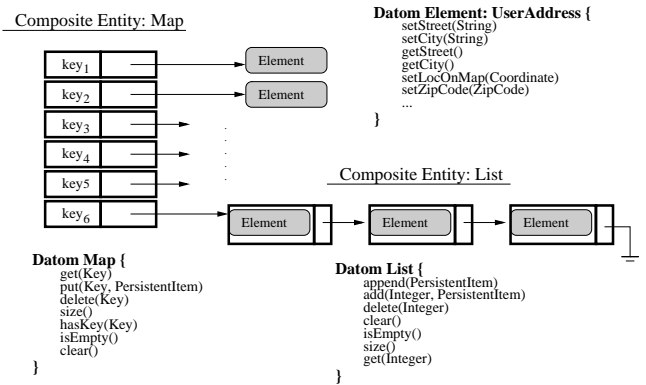 Composite Entity: Map
key1
key2
key3
key4
key5
key6
Element
Element
Datom Element: UserAddress {
setStreet(String)
setCity(String)
getStreet()
getCity()
setLocOnMap(Coordinate)
setZipCode(ZipCode)
...
}
Composite Entity: List
Element
Element
Element
Datom Map {
get(Key)
put(Key, PersistentItem)
delete(Key)
size()
hasKey(Key)
isEmpty()
clear()
}
Datom List {
append(PersistentItem)
add(Integer, PersistentItem)
delete(Integer)
clear()
isEmpty()
size()
get(Integer)
}